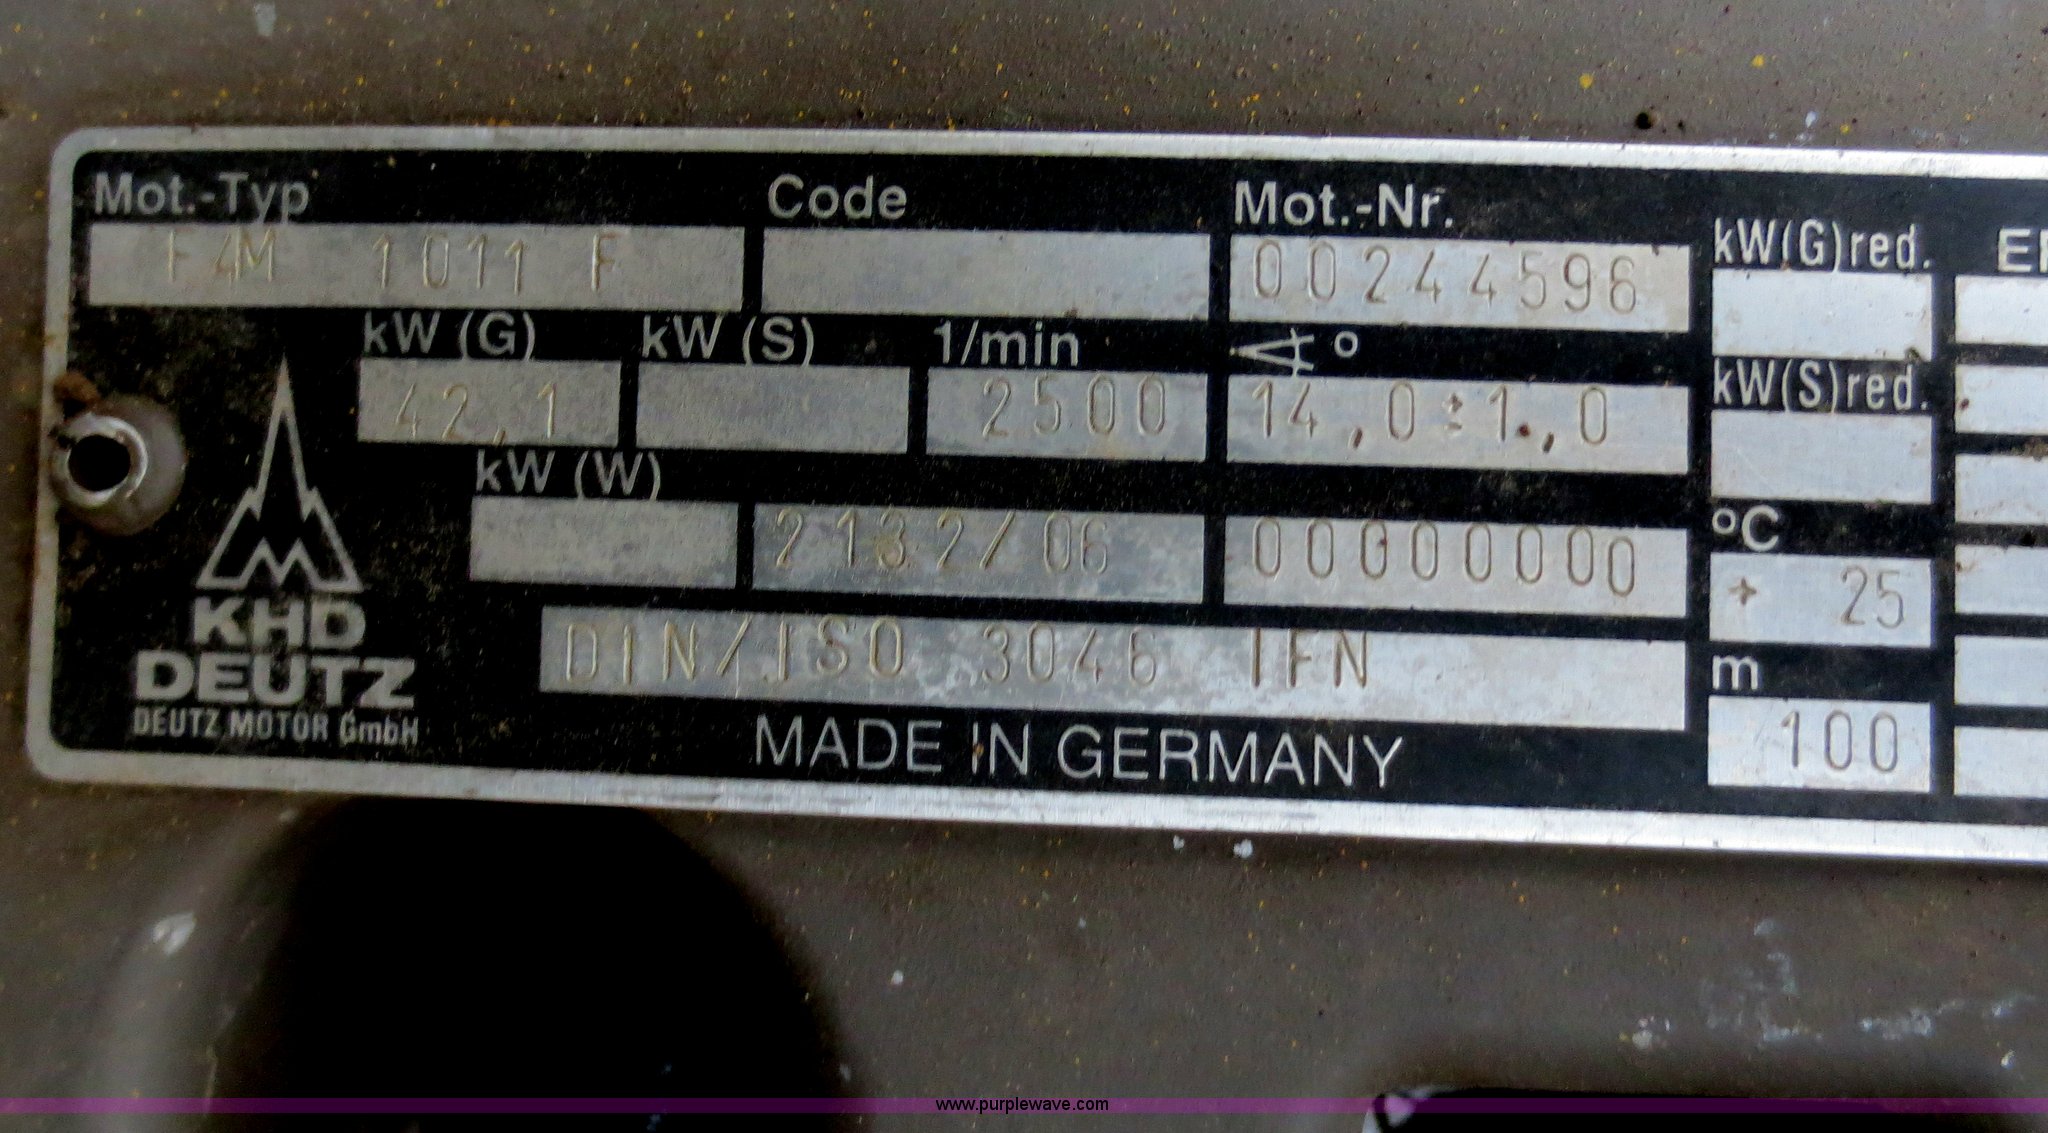 Mot.-Typ Code Mot.-Nr.
F4M 1011 F 00244596 kW(G)red.
kW (G) kW (S) 1/min ∢°
42,1 2500 14,0±1,0 kW(S)red.
kW (W)
2132/06 00000000 °C
+ 25
DIN/ISO 3046 IFN m
100
KHD
DEUTZ
DEUTZ MOTOR GmbH
MADE IN GERMANY
www.purplewave.com